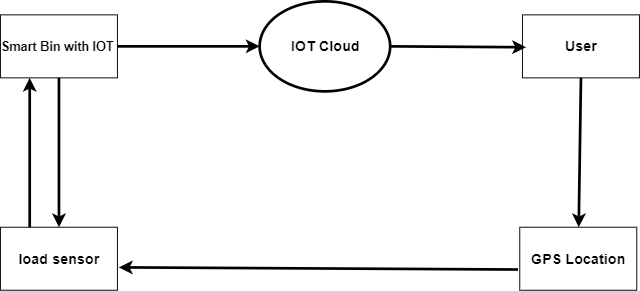 Smart Bin with IOT
IOT Cloud
User
load sensor
GPS Location